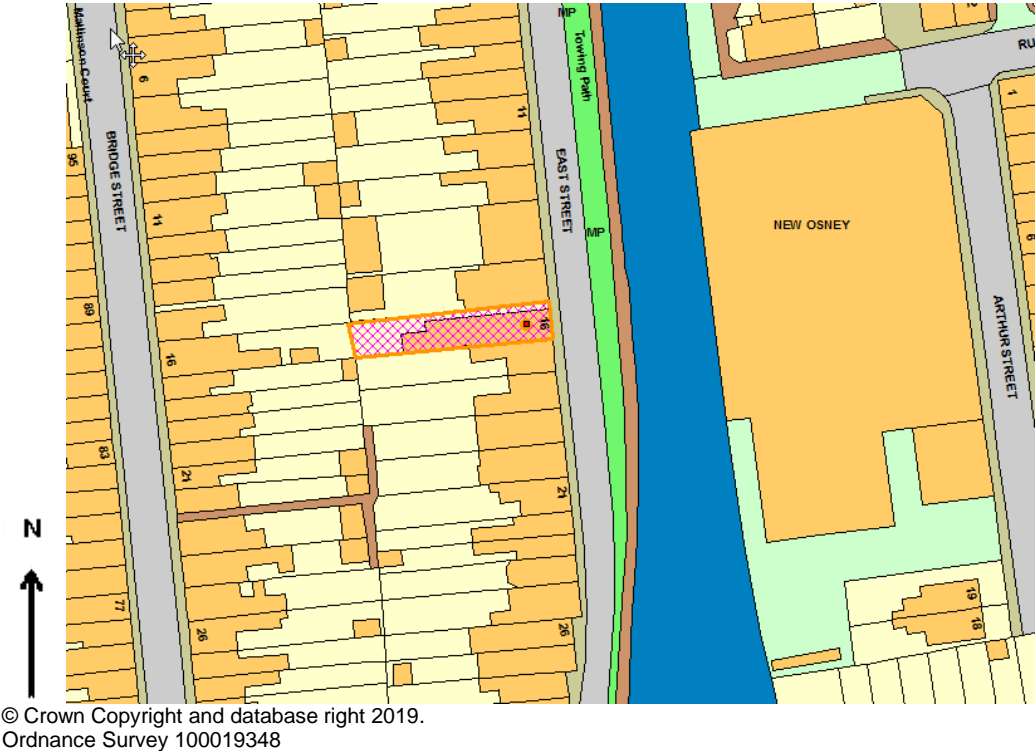 Mallinson Court
6
BRIDGE STREET
95
11
89
16
83
21
77
26
MP
Towing Path
11
EAST STREET
MP
16
21
26
NEW OSNEY
RU
1
6
ARTHUR STREET
19
18
N
© Crown Copyright and database right 2019.
Ordnance Survey 100019348